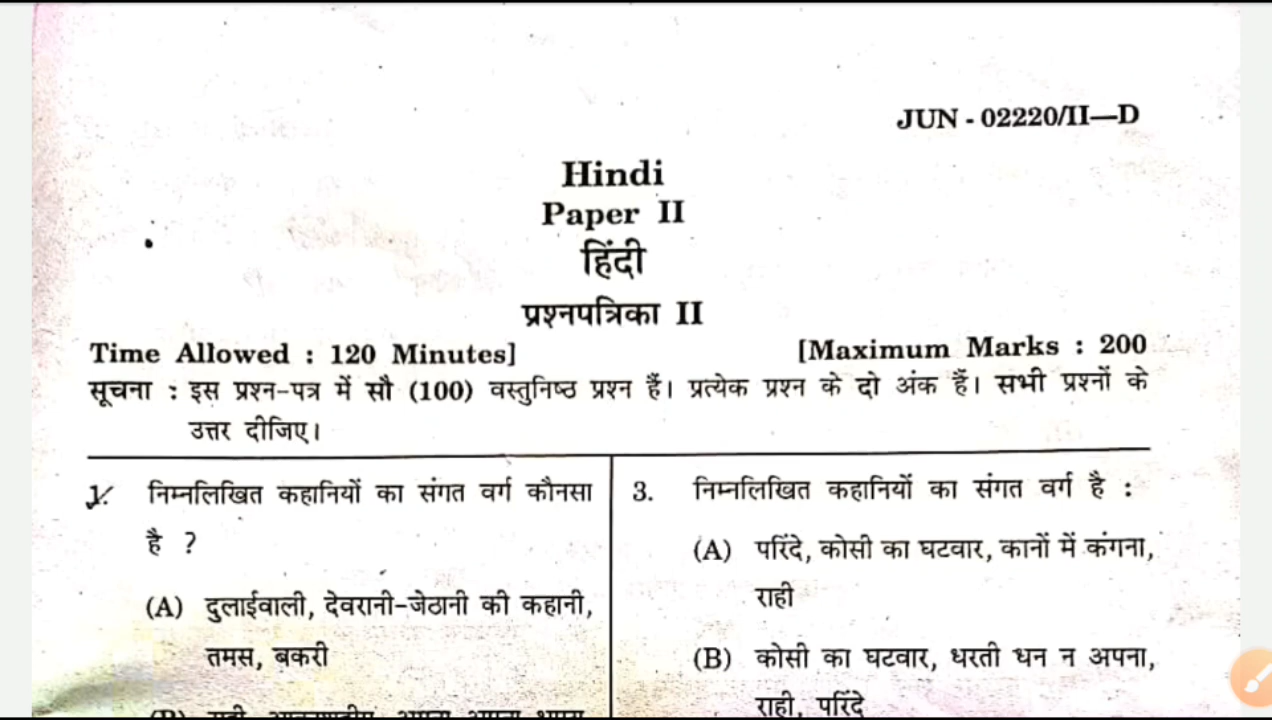 JUN - 02220/II—D
Hindi
Paper II
हिंदी
प्रश्नपत्रिका II
Time Allowed : 120 Minutes]
[Maximum Marks : 200
सूचना : इस प्रश्न-पत्र में सौ (100) वस्तुनिष्ठ प्रश्न हैं। प्रत्येक प्रश्न के दो अंक हैं। सभी प्रश्नों के
उत्तर दीजिए।
1. निम्नलिखित कहानियों का संगत वर्ग कौनसा
है ?
(A) दुलाईवाली, देवरानी-जेठानी की कहानी,
तमस, बकरी
3. निम्नलिखित कहानियों का संगत वर्ग है :
(A) परिंदे, कोसी का घटवार, कानों में कंगना,
राही
(B) कोसी का घटवार, धरती धन न अपना,
राही, परिंदे